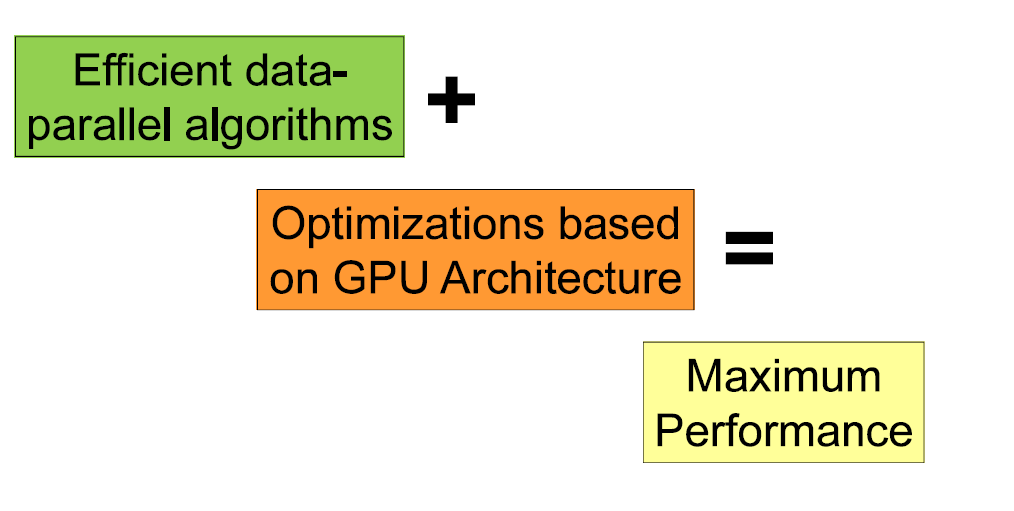 Efficient data-
parallel algorithms
+
Optimizations based
on GPU Architecture
=
Maximum
Performance